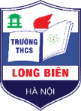 TRƯỜNG
THCS
LONG BIÊN
HÀ NỘI